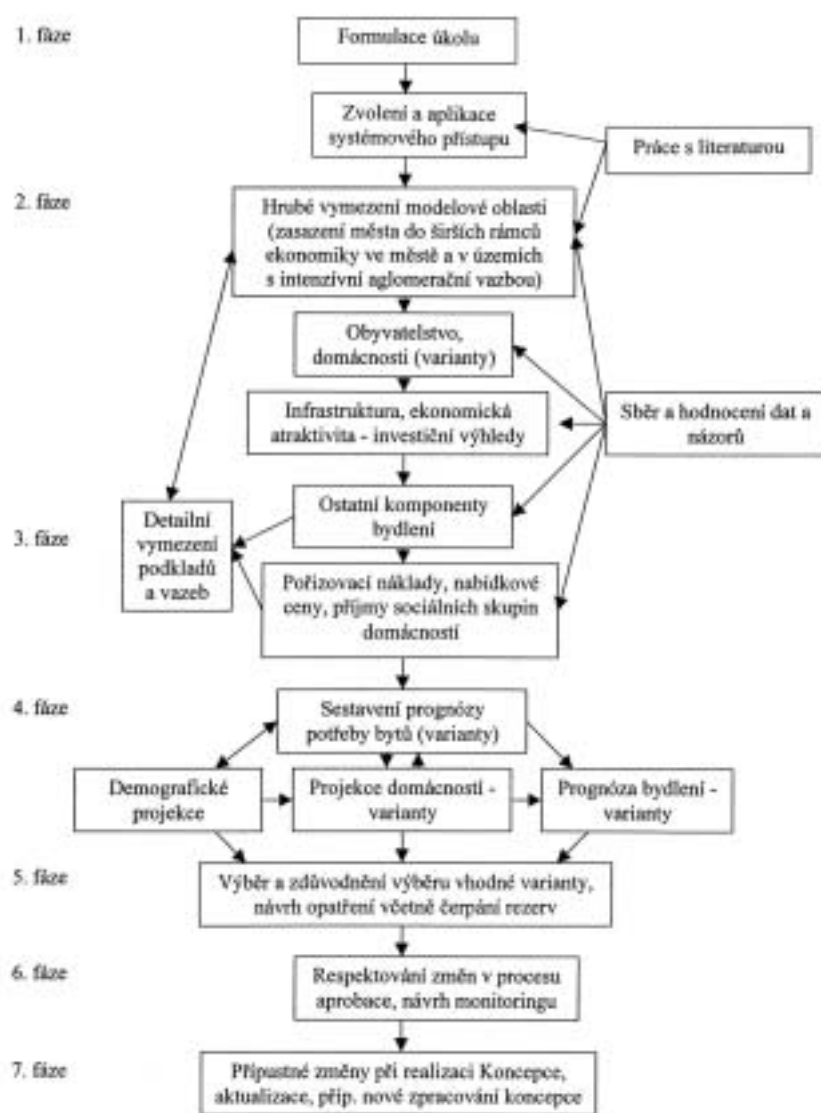 1. fáze
Formulace úkolu
Zvolení a aplikace
systémového přístupu
Práce s literaturou
2. fáze
Hrubé vymezení modelové oblasti
(zasazení města do širších rámců
ekonomiky ve městě a v územích
s intenzívní aglomerační vazbou)
Obyvatelstvo,
domácnosti (varianty)
Infrastruktura, ekonomická
atraktivita - investiční výhledy
Sběr a hodnocení dat a
názorů
Ostatní komponenty
bydlení
3. fáze
Detailní
vymezení
podkladů
a vazeb
Pořizovací náklady, nabídkové
ceny, příjmy sociálních skupin
domácností
4. fáze
Sestavení prognózy
potřeby bytů (varianty)
Demografické
projekce
Projekce domácností -
varianty
Prognóza bydlení -
varianty
5. fáze
Výběr a zdůvodnění výběru vhodné varianty,
návrh opatření včetně čerpání rezerv
6. fáze
Respektování změn v procesu
aprobace, návrh monitoringu
7. fáze
Přípustné změny při realizaci Koncepce,
aktualizace, příp. nové zpracování koncepce